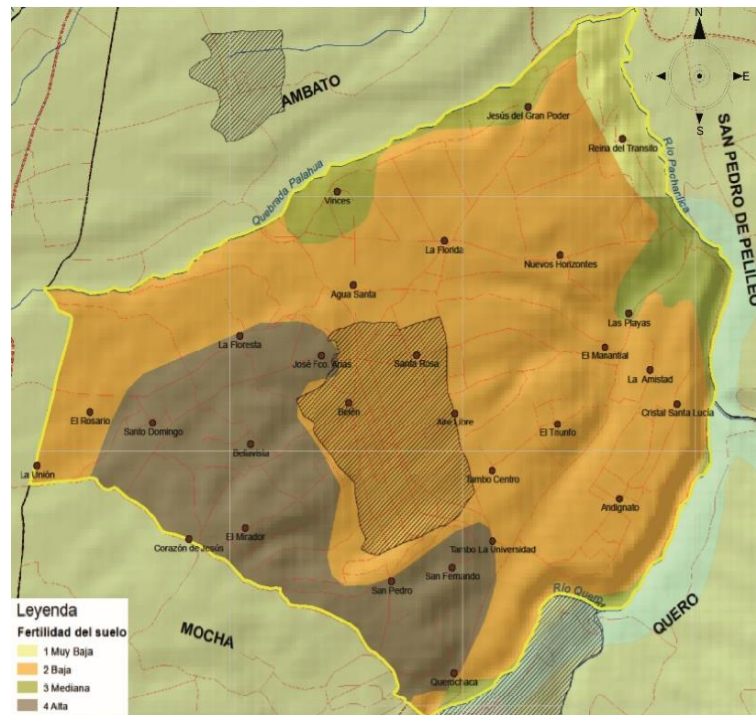 N
W
E
S
AMBATO
Jesús del Gran Poder
Reina del Transito
SAN PEDRO DE PELILEO
Río Pachanlica
Quebrada Palahua
Vinces
La Florida
Nuevos Horizontes
Agua Santa
Las Playas
La Floresta
José Fco. Arias
Santa Rosa
El Manantial
La Amistad
El Rosario
Belén
Cristal Santa Lucía
Santo Domingo
Aire Libre
El Triunfo
Bellavista
La Unión
Tambo Centro
Andignato
El Mirador
Corazón de Jesús
Tambo La Universidad
San Fernando
San Pedro
Río Quero
QUERO
MOCHA
Querochaca
Leyenda
Fertilidad del suelo
1 Muy Baja
2 Baja
3 Mediana
4 Alta